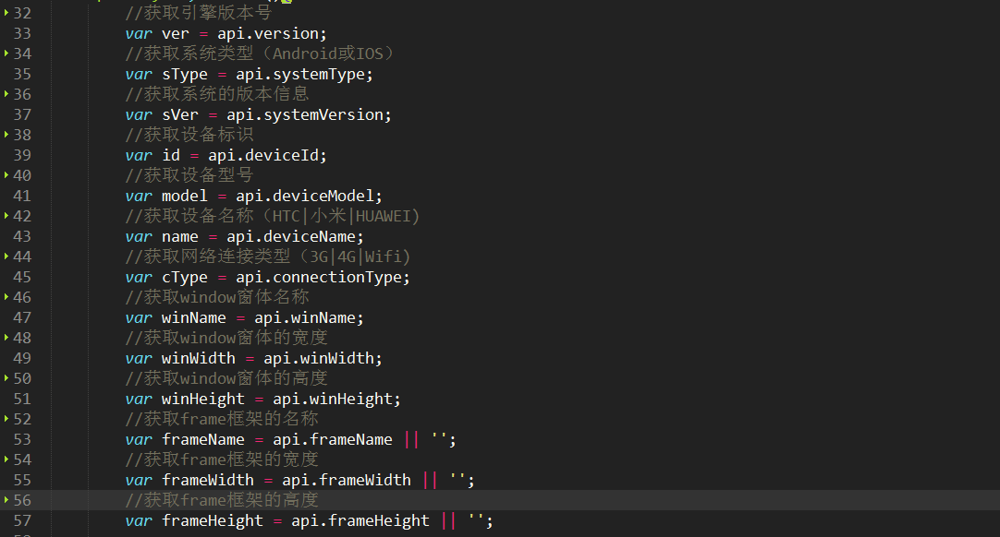 32 //获取引擎版本号
33 var ver = api.version;
34 //获取系统类型（Android或IOS）
35 var sType = api.systemType;
36 //获取系统的版本信息
37 var sVer = api.systemVersion;
38 //获取设备标识
39 var id = api.deviceId;
40 //获取设备型号
41 var model = api.deviceModel;
42 //获取设备名称（HTC|小米|HUAWEI)
43 var name = api.deviceName;
44 //获取网络连接类型（3G|4G|Wifi)
45 var cType = api.connectionType;
46 //获取window窗体名称
47 var winName = api.winName;
48 //获取window窗体的宽度
49 var winWidth = api.winWidth;
50 //获取window窗体的高度
51 var winHeight = api.winHeight;
52 //获取frame框架的名称
53 var frameName = api.frameName || '';
54 //获取frame框架的宽度
55 var frameWidth = api.frameWidth || '';
56 //获取frame框架的高度
57 var frameHeight = api.frameHeight || '';